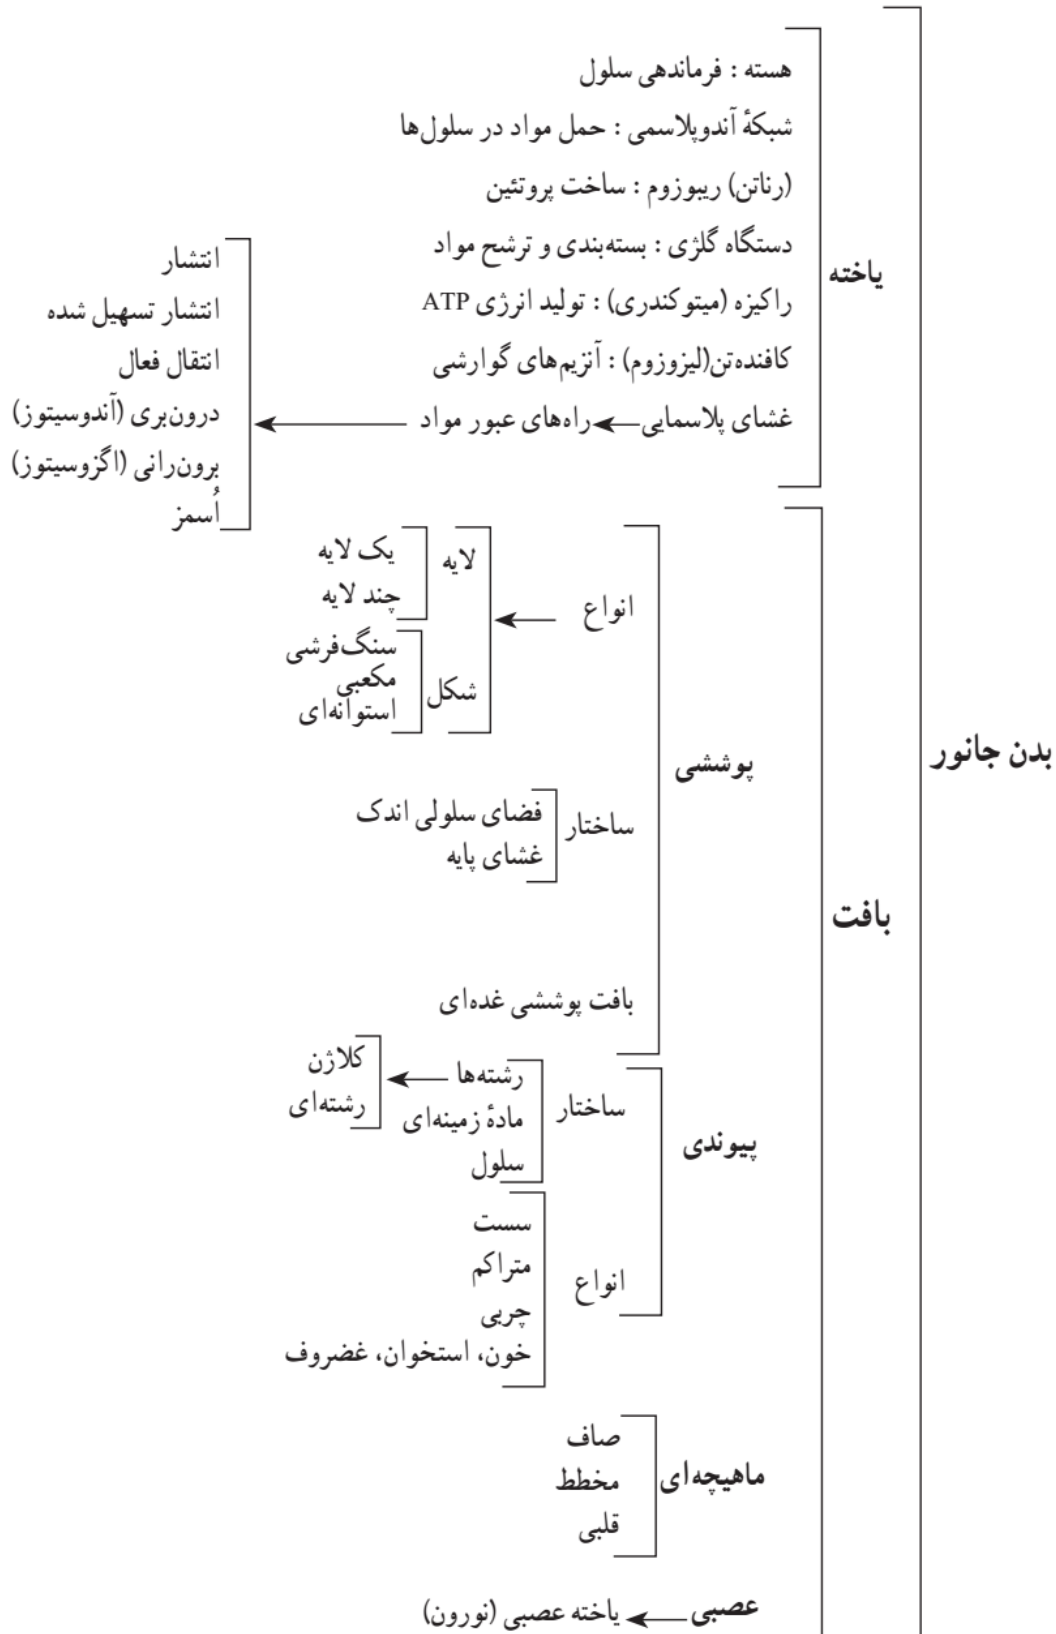 بدن جانور
یاخته
هسته : فرماندهی سلول
شبکهٔ آندوپلاسمی : حمل مواد در سلول‌ها
(رناتن) ریبوزوم : ساخت پروتئین
دستگاه گلژی : بسته‌بندی و ترشح مواد
راکیزه (میتوکندری) : تولید انرژی ATP
کافنده‌تن(لیزوزوم) : آنزیم‌های گوارشی
غشای پلاسمایی
راه‌های عبور مواد
انتشار
انتشار تسهیل شده
انتقال فعال
درون‌بری (آندوسیتوز)
برون‌رانی (اگزوسیتوز)
اُسمز
بافت
پوششی
انواع
لایه
یک لایه
چند لایه
شکل
سنگ‌فرشی
مکعبی
استوانه‌ای
ساختار
فضای سلولی اندک
غشای پایه
بافت پوششی غده‌ای
پیوندی
ساختار
رشته‌ها
کلاژن
رشته‌ای
مادهٔ زمینه‌ای
سلول
انواع
سست
متراکم
چربی
خون، استخوان، غضروف
ماهیچه‌ای
صاف
مخطط
قلبی
عصبی
یاخته عصبی (نورون)